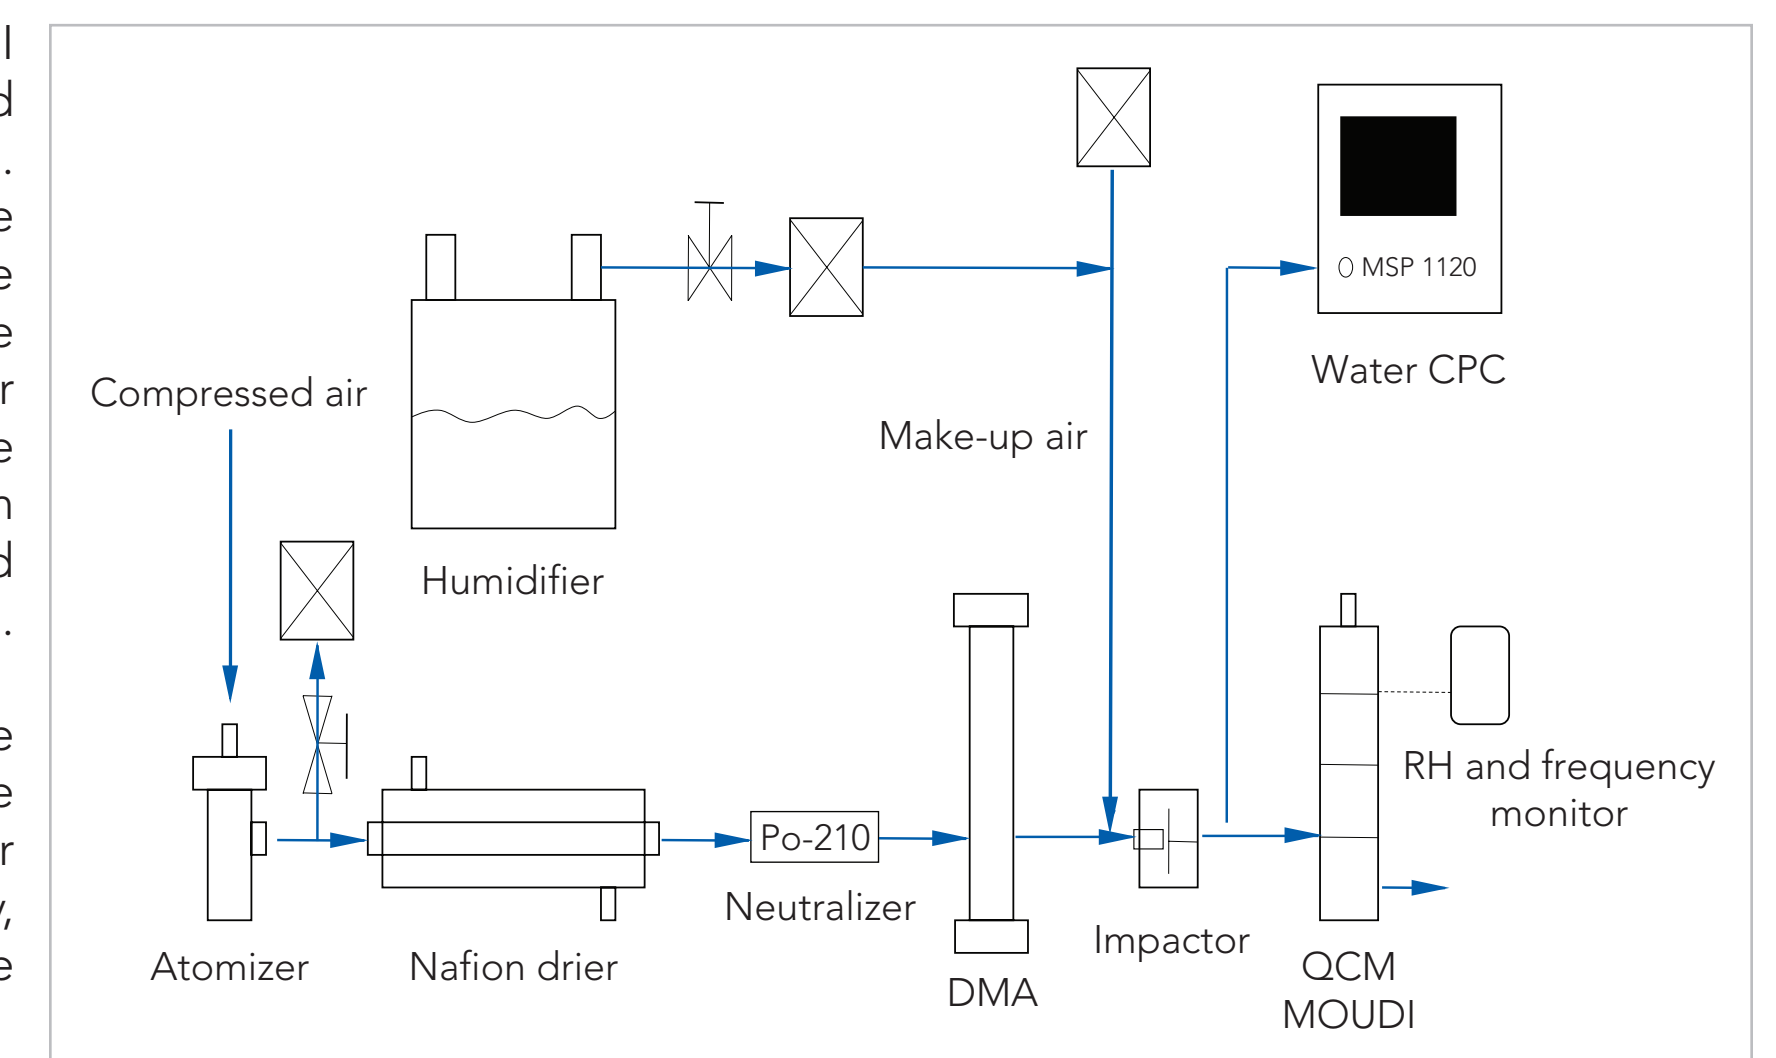 MSP 1120
Water CPC
Compressed air
Make-up air
Humidifier
RH and frequency
monitor
Po-210
Neutralizer
Impactor
Atomizer
Nafion drier
DMA
QCM
MOUDI